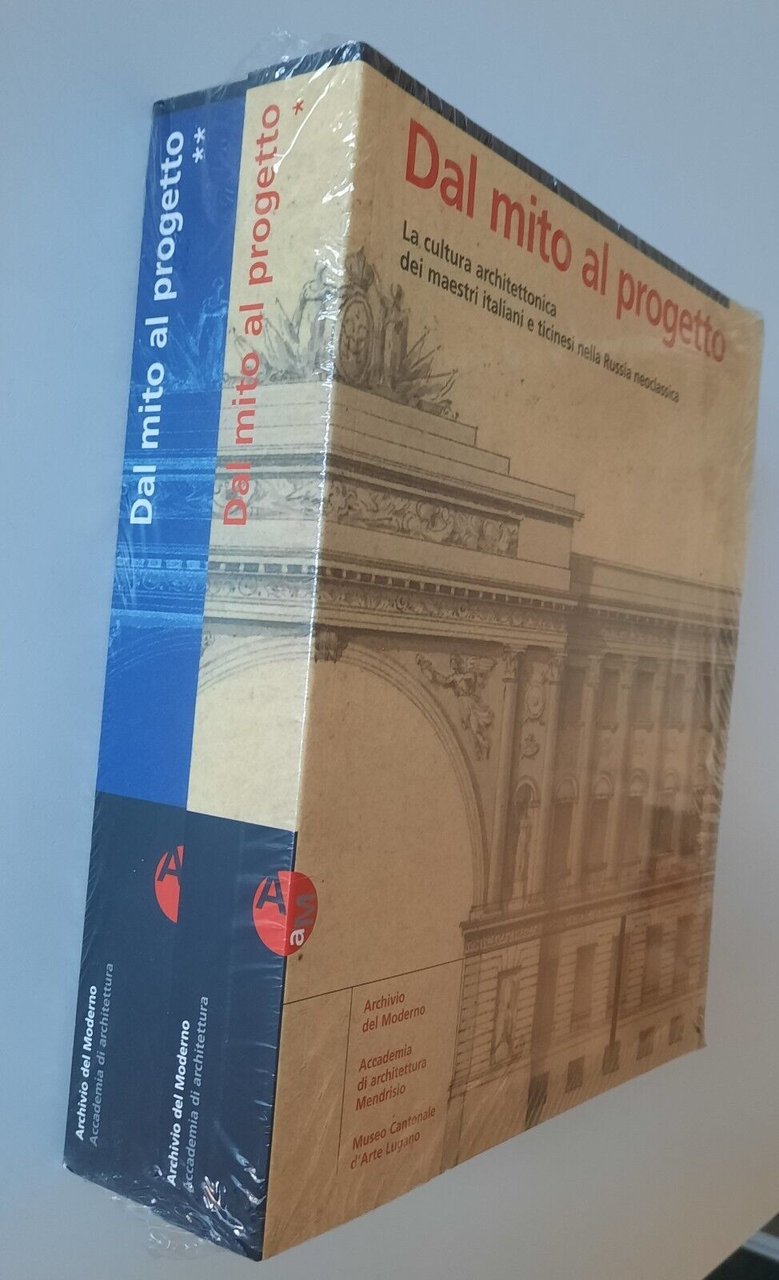 Dal mito al progetto
**
Dal mito al progetto
*
Dal mito al progetto
La cultura architettonica
dei maestri italiani e ticinesi nella Russia neoclassica
A
A
aM
Archivio del Moderno
Accademia di architettura
Archivio del Moderno
Accademia di architettura
Archivio
del Moderno
Accademia
di architettura
Mendrisio
Museo Cantonale
d'Arte Lugano